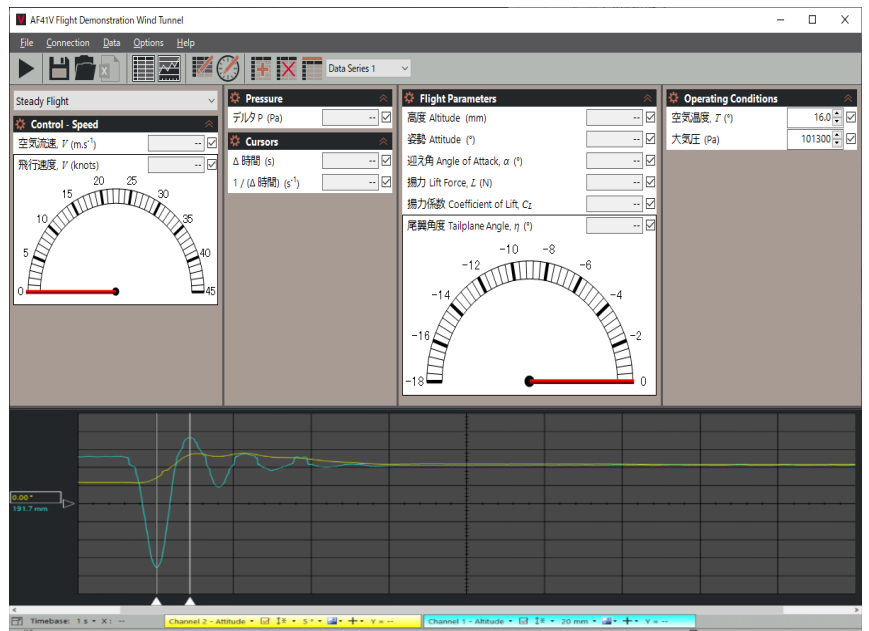 AF41V Flight Demonstration Wind Tunnel
File Connection Data Options Help
Data Series 1
Steady Flight
Control - Speed
空気流速, V (m.s⁻¹) --
飛行速度, V (knots) --
0 5 10 15 20 25 30 35 40 45
Pressure
デルタ P (Pa) --
Cursors
Δ 時間 (s) --
1 / (Δ 時間) (s⁻¹) --
Flight Parameters
高度 Altitude (mm) --
姿勢 Attitude (°) --
迎え角 Angle of Attack, α (°) --
揚力 Lift Force, L (N) --
揚力係数 Coefficient of Lift, CL --
尾翼角度 Tailplane Angle, η (°) --
-18 -16 -14 -12 -10 -8 -6 -4 -2 0
Operating Conditions
空気温度, T (°) 16.0
大気圧 (Pa) 101300
0.00 °
191.7 mm
Timebase: 1 s X: --
Channel 2 - Attitude 5 ° Y = --
Channel 1 - Altitude 20 mm Y = --